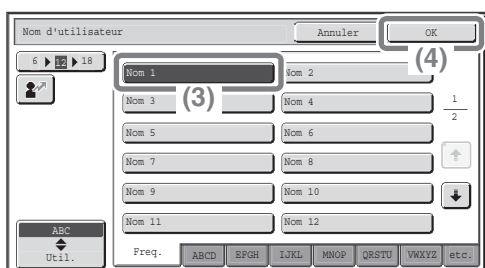 Nom d'utilisateur Annuler OK
6 12 18 (4)
Nom 1 Nom 2
Nom 3 (3) Nom 4 1
2
Nom 5 Nom 6
Nom 7 Nom 8
Nom 9 Nom 10
Nom 11 Nom 12
ABC
Util.
Freq. ABCD EFGH IJKL MNOP QRSTU VWXYZ etc.